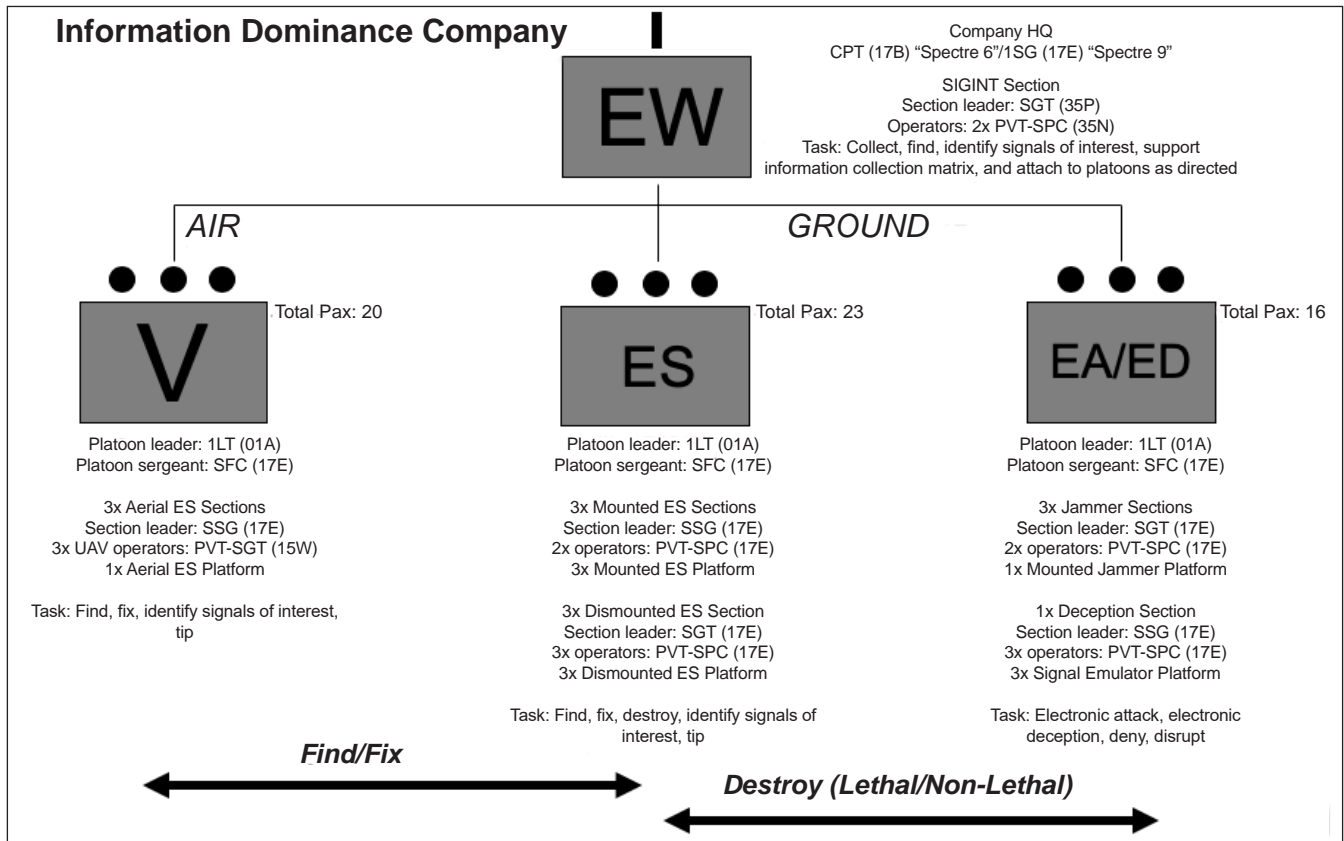 Information Dominance Company
Company HQ
CPT (17B) “Spectre 6”/1SG (17E) “Spectre 9”
SIGINT Section
Section leader: SGT (35P)
Operators: 2x PVT-SPC (35N)
Task: Collect, find, identify signals of interest, support
information collection matrix, and attach to platoons as directed
EW
AIR
GROUND
V
Total Pax: 20
Platoon leader: 1LT (01A)
Platoon sergeant: SFC (17E)
3x Aerial ES Sections
Section leader: SSG (17E)
3x UAV operators: PVT-SGT (15W)
1x Aerial ES Platform
Task: Find, fix, identify signals of interest,
tip
ES
Total Pax: 23
Platoon leader: 1LT (01A)
Platoon sergeant: SFC (17E)
3x Mounted ES Sections
Section leader: SSG (17E)
2x operators: PVT-SPC (17E)
3x Mounted ES Platform
3x Dismounted ES Section
Section leader: SGT (17E)
3x operators: PVT-SPC (17E)
3x Dismounted ES Platform
Task: Find, fix, destroy, identify signals of
interest, tip
EA/ED
Total Pax: 16
Platoon leader: 1LT (01A)
Platoon sergeant: SFC (17E)
3x Jammer Sections
Section leader: SGT (17E)
2x operators: PVT-SPC (17E)
1x Mounted Jammer Platform
1x Deception Section
Section leader: SSG (17E)
3x operators: PVT-SPC (17E)
3x Signal Emulator Platform
Task: Electronic attack, electronic
deception, deny, disrupt
Find/Fix
Destroy (Lethal/Non-Lethal)